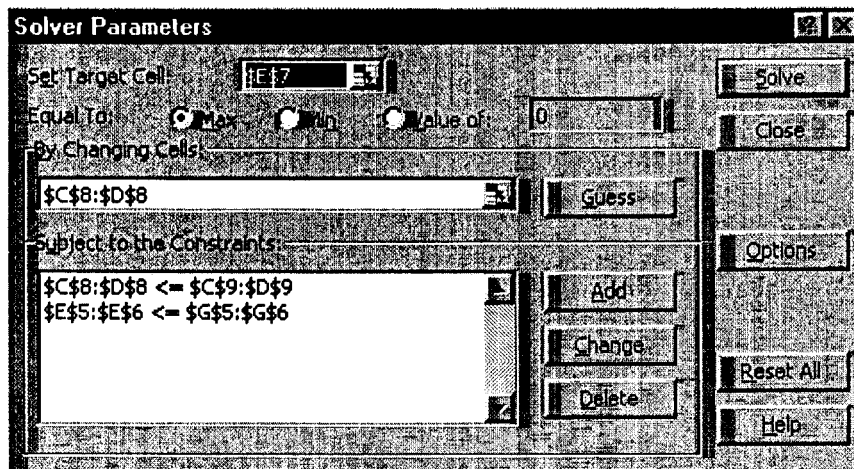 Solver Parameters
Set Target Cell: $E$7
Equal To: Max Min Value of: 0
By Changing Cells:
$C$8:$D$8
Guess
Subject to the Constraints:
$C$8:$D$8 <= $C$9:$D$9
$E$5:$E$6 <= $G$5:$G$6
Add
Change
Delete
Solve
Close
Options
Reset All
Help